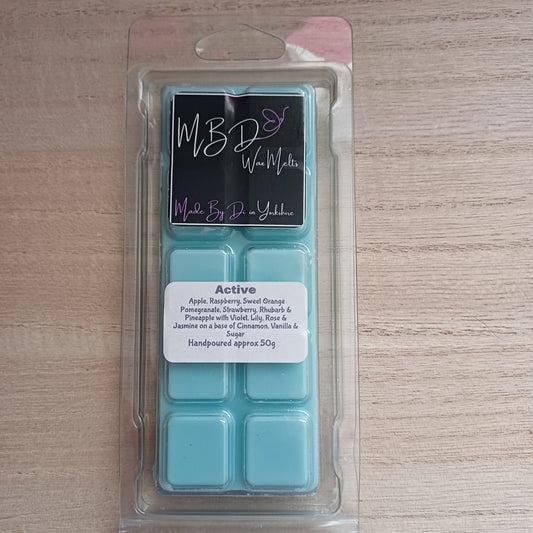 MBD
Wax Melts
Made By Di in Yorkshire
Active
Apple, Raspberry, Sweet Orange
Pomegranate, Strawberry, Rhubarb &
Pineapple with Violet, Lily, Rose &
Jasmine on a base of Cinnamon, Vanilla &
Sugar
Handpoured approx 50g